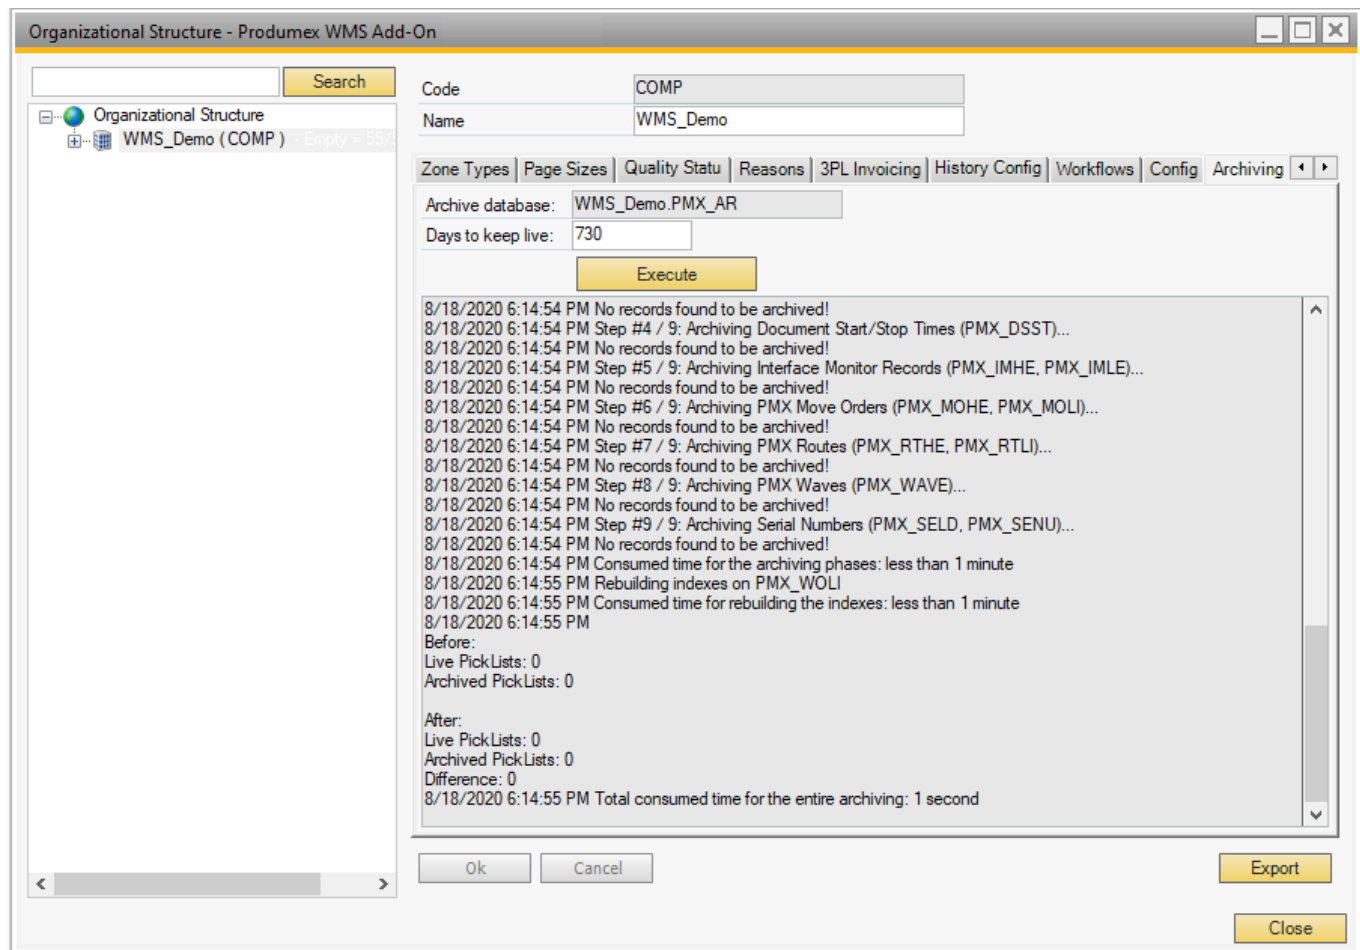 Organizational Structure - Produmex WMS Add-On
Search
Organizational Structure
WMS_Demo ( COMP ) - Empty = 55/
Code COMP
Name WMS_Demo
Zone Types Page Sizes Quality Statu Reasons 3PL Invoicing History Config Workflows Config Archiving
Archive database: WMS_Demo.PMX_AR
Days to keep live: 730
Execute
8/18/2020 6:14:54 PM No records found to be archived!
8/18/2020 6:14:54 PM Step #4 / 9: Archiving Document Start/Stop Times (PMX_DSST)...
8/18/2020 6:14:54 PM No records found to be archived!
8/18/2020 6:14:54 PM Step #5 / 9: Archiving Interface Monitor Records (PMX_IMHE, PMX_IMLE)...
8/18/2020 6:14:54 PM No records found to be archived!
8/18/2020 6:14:54 PM Step #6 / 9: Archiving PMX Move Orders (PMX_MOHE, PMX_MOLI)...
8/18/2020 6:14:54 PM No records found to be archived!
8/18/2020 6:14:54 PM Step #7 / 9: Archiving PMX Routes (PMX_RTHE, PMX_RTLI)...
8/18/2020 6:14:54 PM No records found to be archived!
8/18/2020 6:14:54 PM Step #8 / 9: Archiving PMX Waves (PMX_WAVE)...
8/18/2020 6:14:54 PM No records found to be archived!
8/18/2020 6:14:54 PM Step #9 / 9: Archiving Serial Numbers (PMX_SELD, PMX_SENU)...
8/18/2020 6:14:54 PM No records found to be archived!
8/18/2020 6:14:54 PM Consumed time for the archiving phases: less than 1 minute
8/18/2020 6:14:55 PM Rebuilding indexes on PMX_WOLI
8/18/2020 6:14:55 PM Consumed time for rebuilding the indexes: less than 1 minute
8/18/2020 6:14:55 PM
Before:
Live PickLists: 0
Archived PickLists: 0
After:
Live PickLists: 0
Archived PickLists: 0
Difference: 0
8/18/2020 6:14:55 PM Total consumed time for the entire archiving: 1 second
Ok Cancel Export
Close